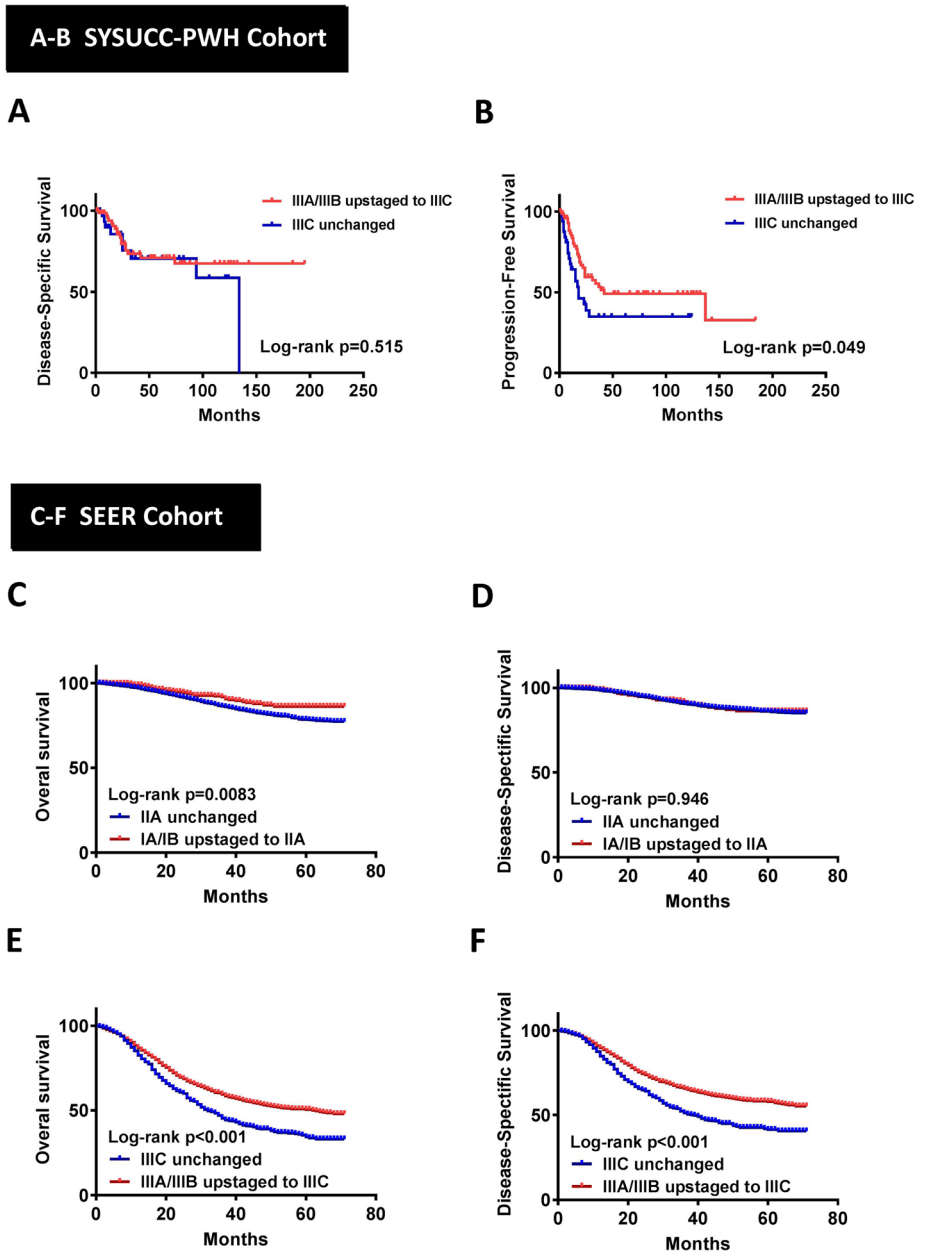 A-B SYSUCC-PWH Cohort
A
Disease-Specific Survival
100
50
0
0 50 100 150 200 250
Months
IIIA/IIIB upstaged to IIIC
IIIC unchanged
Log-rank p=0.515
B
Progression-Free Survival
100
50
0
0 50 100 150 200 250
Months
IIIA/IIIB upstaged to IIIC
IIIC unchanged
Log-rank p=0.049
C-F SEER Cohort
C
Overal survival
100
50
0
0 20 40 60 80
Months
Log-rank p=0.0083
IIA unchanged
IA/IB upstaged to IIA
D
Disease-Spectific Survival
100
50
0
0 20 40 60 80
Months
Log-rank p=0.946
IIA unchanged
IA/IB upstaged to IIA
E
Overal survival
100
50
0
0 20 40 60 80
Months
Log-rank p<0.001
IIIC unchanged
IIIA/IIIB upstaged to IIIC
F
Disease-Spectific Survival
100
50
0
0 20 40 60 80
Months
Log-rank p<0.001
IIIC unchanged
IIIA/IIIB upstaged to IIIC